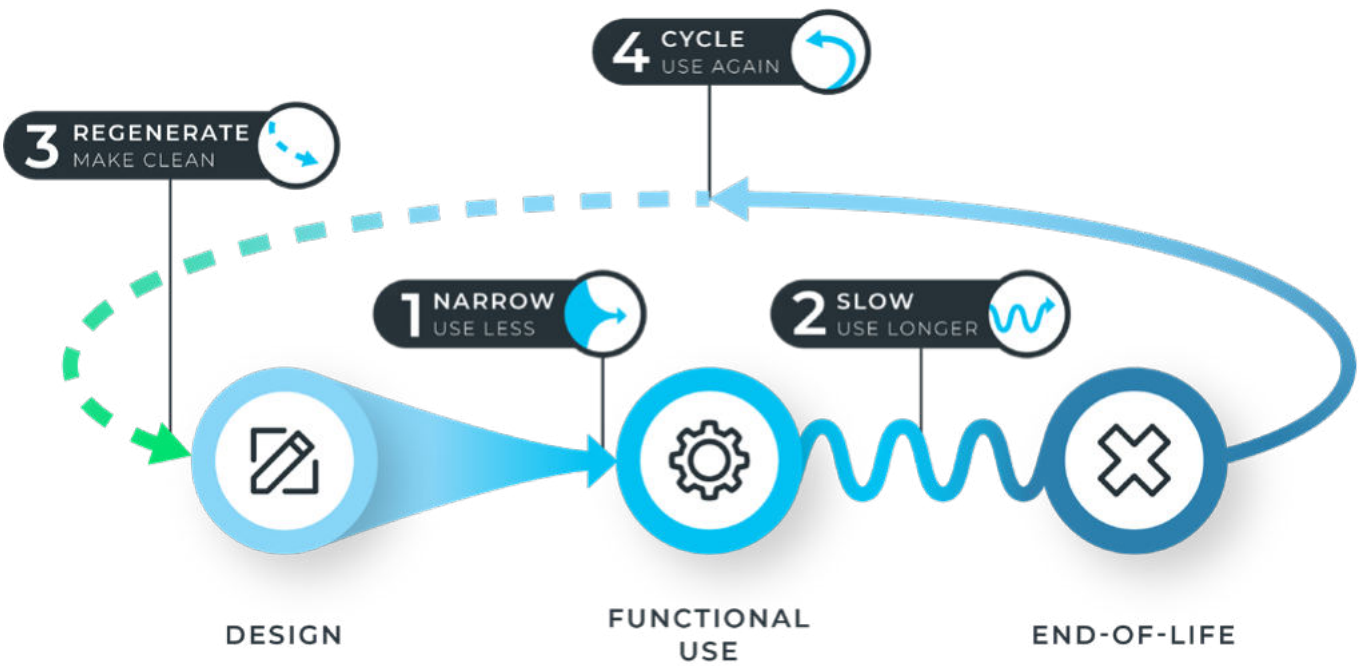 4 CYCLE
USE AGAIN
3 REGENERATE
MAKE CLEAN
1 NARROW
USE LESS
2 SLOW
USE LONGER
DESIGN
FUNCTIONAL
USE
END-OF-LIFE